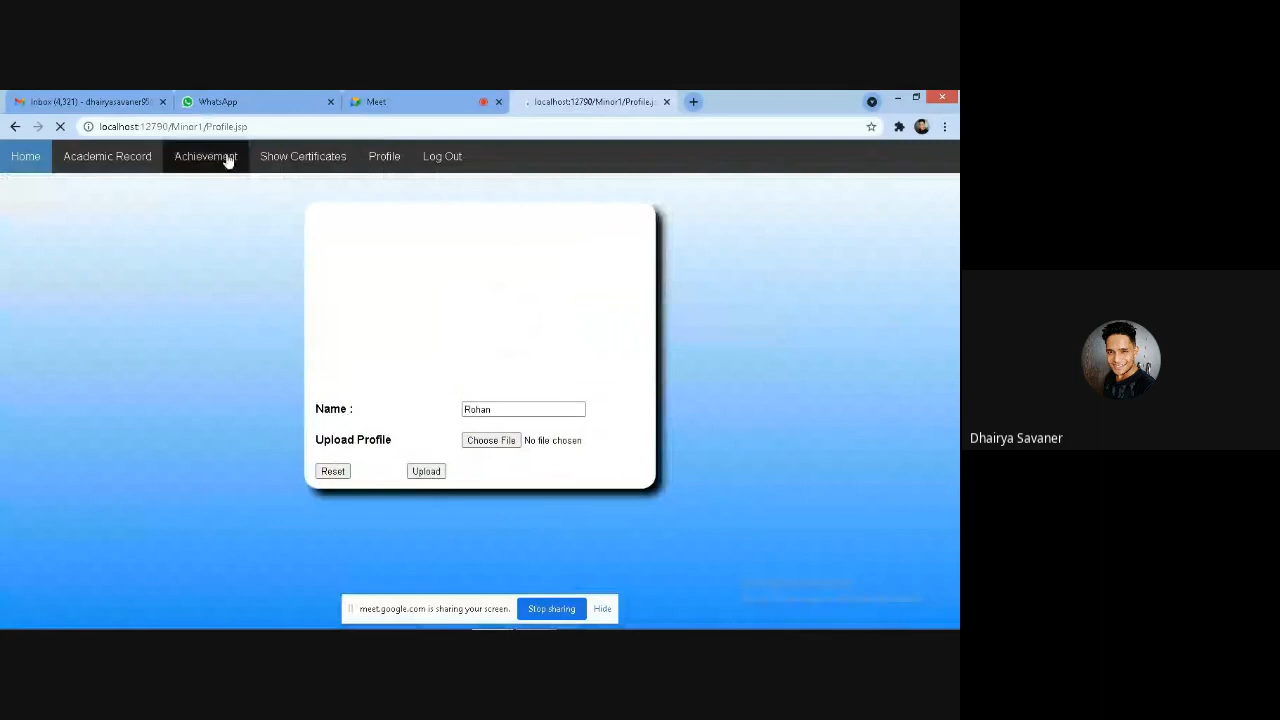 Inbox (4,321) - dhairyasavaner95 WhatsApp Meet localhost:12790/Minor1/Profile.j
localhost:12790/Minor1/Profile.jsp
Home Academic Record Achievement Show Certificates Profile Log Out
Name : Rohan
Upload Profile Choose File No file chosen
Reset Upload
Dhairya Savaner
meet.google.com is sharing your screen. Stop sharing Hide